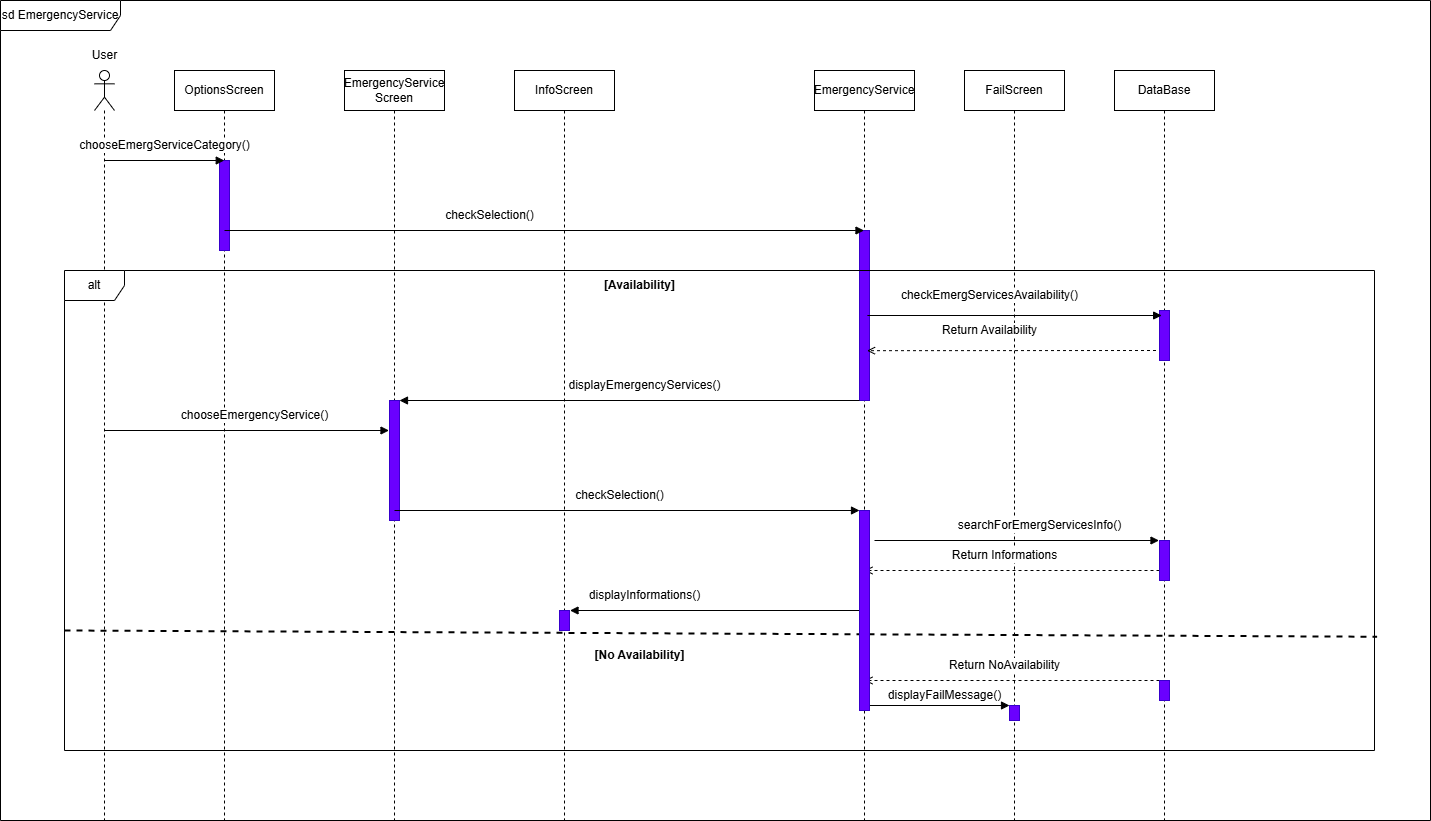 sd EmergencyService
User
OptionsScreen
EmergencyService
Screen
InfoScreen
EmergencyService
FailScreen
DataBase
chooseEmergServiceCategory()
checkSelection()
alt
[Availability]
checkEmergServicesAvailability()
Return Availability
displayEmergencyServices()
chooseEmergencyService()
checkSelection()
searchForEmergServicesInfo()
Return Informations
displayInformations()
[No Availability]
Return NoAvailability
displayFailMessage()